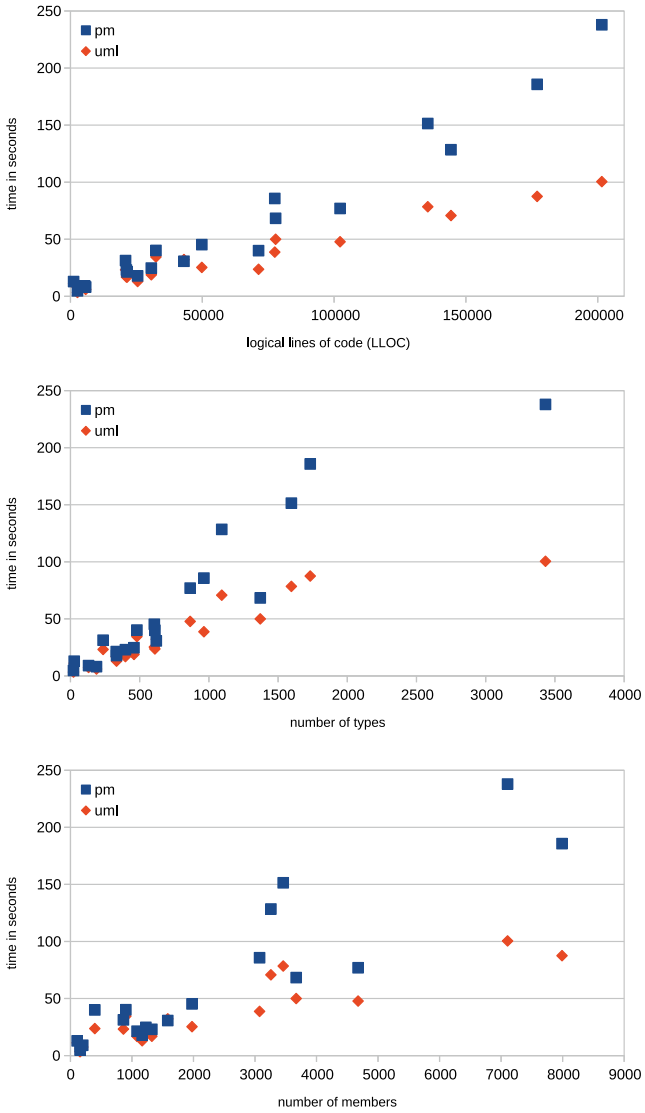 250
200
150
100
50
0
time in seconds
pm
uml
0 50000 100000 150000 200000
logical lines of code (LLOC)
250
200
150
100
50
0
time in seconds
pm
uml
0 500 1000 1500 2000 2500 3000 3500 4000
number of types
250
200
150
100
50
0
time in seconds
pm
uml
0 1000 2000 3000 4000 5000 6000 7000 8000 9000
number of members